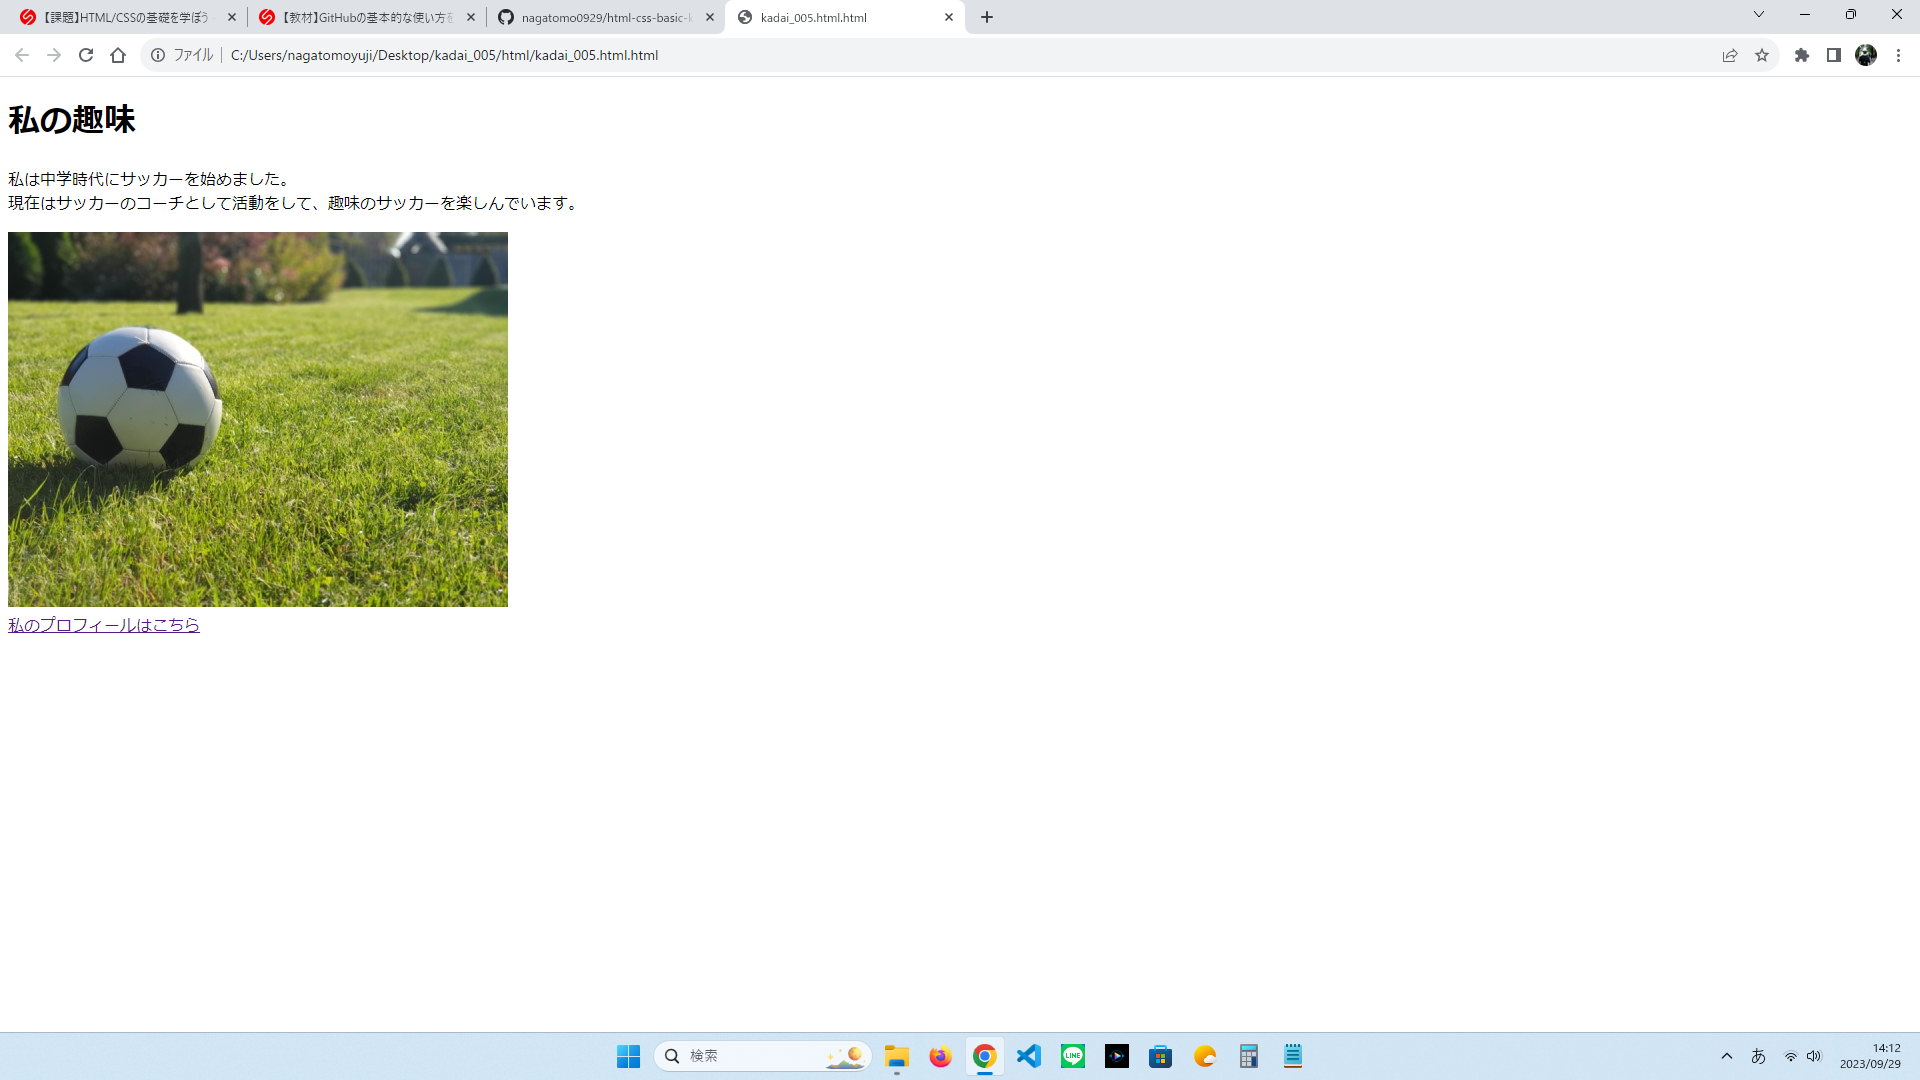 【課題】HTML/CSSの基礎を学ぼう
【教材】GitHubの基本的な使い方を
nagatomo0929/html-css-basic-k
kadai_005.html.html
ファイル
C:/Users/nagatomoyuji/Desktop/kadai_005/html/kadai_005.html.html
私の趣味
私は中学時代にサッカーを始めました。
現在はサッカーのコーチとして活動をして、趣味のサッカーを楽しんでいます。
私のプロフィールはこちら
検索
LINE
あ
14:12
2023/09/29